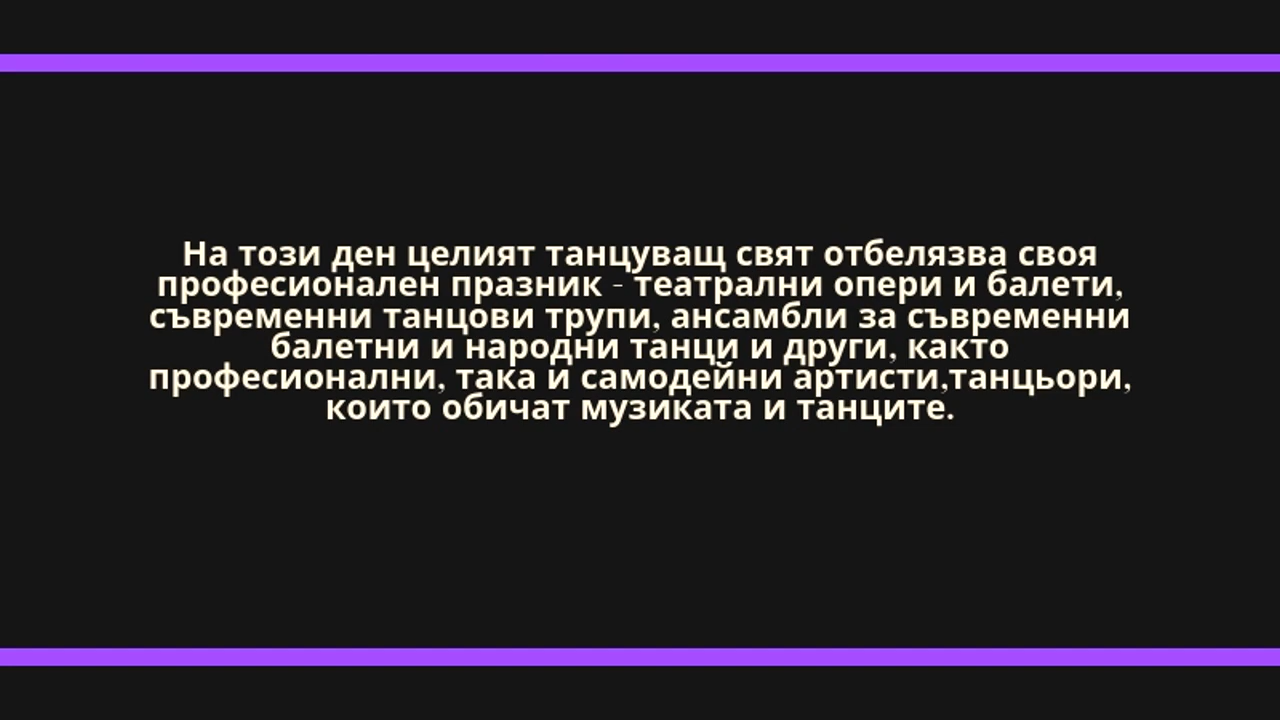 На този ден целият танцуващ свят отбелязва своя
професионален празник - театрални опери и балети,
съвременни танцови трупи, ансамбли за съвременни
балетни и народни танци и други, както
професионални, така и самодейни артисти,танцьори,
които обичат музиката и танците.